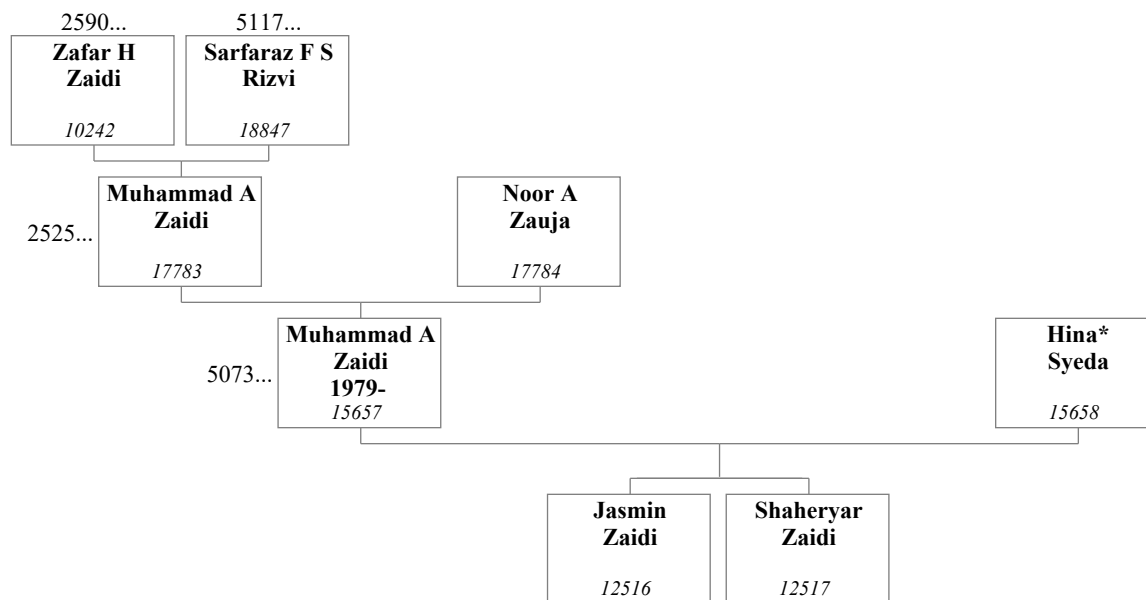 2590...
5117...
Zafar H
Zaidi
10242
Sarfaraz F S
Rizvi
18847
2525...
Muhammad A
Zaidi
17783
Noor A
Zauja
17784
5073...
Muhammad A
Zaidi
1979-
15657
Hina*
Syeda
15658
Jasmin
Zaidi
12516
Shaheryar
Zaidi
12517